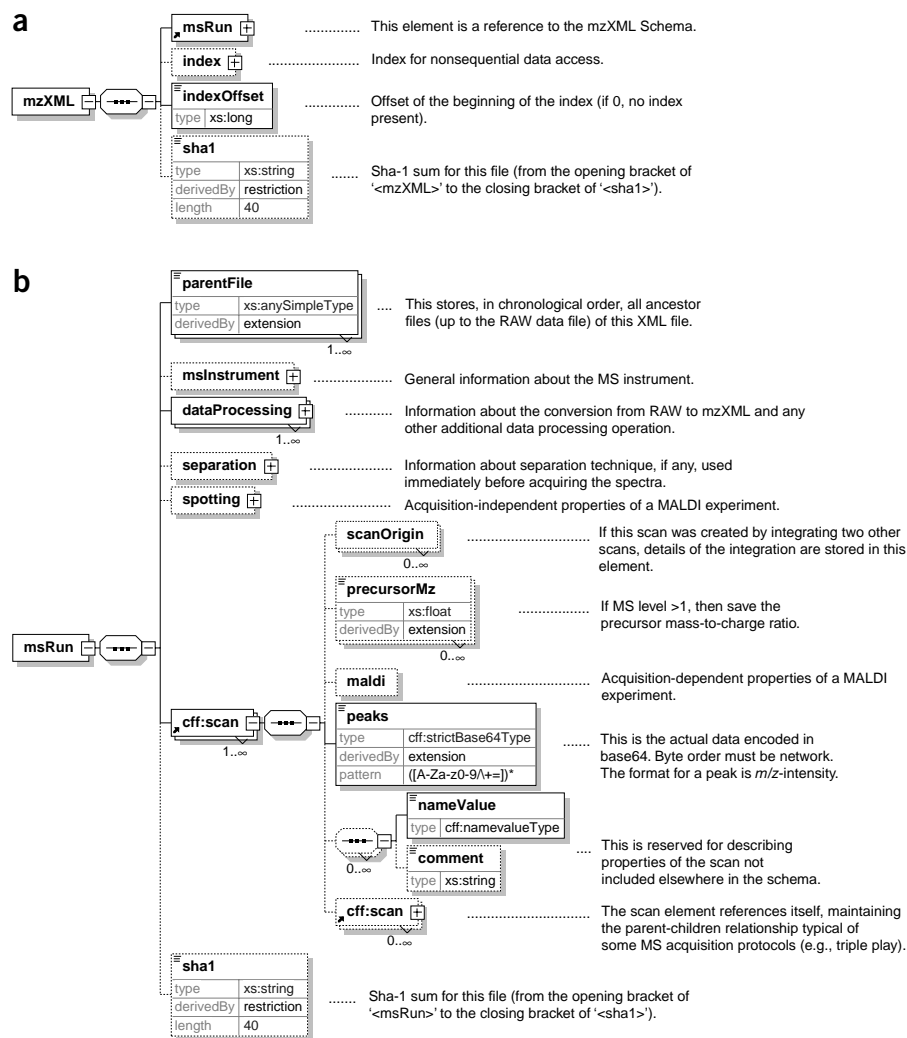 a
msRun
This element is a reference to the mzXML Schema.
index
Index for nonsequential data access.
mzXML
indexOffset
type xs:long
Offset of the beginning of the index (if 0, no index
present).
sha1
type xs:string
derivedBy restriction
length 40
Sha-1 sum for this file (from the opening bracket of
‘<mzXML>’ to the closing bracket of ‘<sha1>’).
b
parentFile
type xs:anySimpleType
derivedBy extension
1..∞
This stores, in chronological order, all ancestor
files (up to the RAW data file) of this XML file.
msInstrument
General information about the MS instrument.
dataProcessing
1..∞
Information about the conversion from RAW to mzXML and any
other additional data processing operation.
separation
Information about separation technique, if any, used
immediately before acquiring the spectra.
spotting
Acquisition-independent properties of a MALDI experiment.
msRun
cff:scan
1..∞
scanOrigin
0..∞
If this scan was created by integrating two other
scans, details of the integration are stored in this
element.
precursorMz
type xs:float
derivedBy extension
0..∞
If MS level >1, then save the
precursor mass-to-charge ratio.
maldi
Acquisition-dependent properties of a MALDI
experiment.
peaks
type cff:strictBase64Type
derivedBy extension
pattern ([A-Za-z0-9/\+=])*
This is the actual data encoded in
base64. Byte order must be network.
The format for a peak is m/z-intensity.
0..∞
nameValue
type cff:namevalueType
comment
type xs:string
This is reserved for describing
properties of the scan not
included elsewhere in the schema.
cff:scan
0..∞
The scan element references itself, maintaining
the parent-children relationship typical of
some MS acquisition protocols (e.g., triple play).
sha1
type xs:string
derivedBy restriction
length 40
Sha-1 sum for this file (from the opening bracket of
‘<msRun>’ to the closing bracket of ‘<sha1>’).